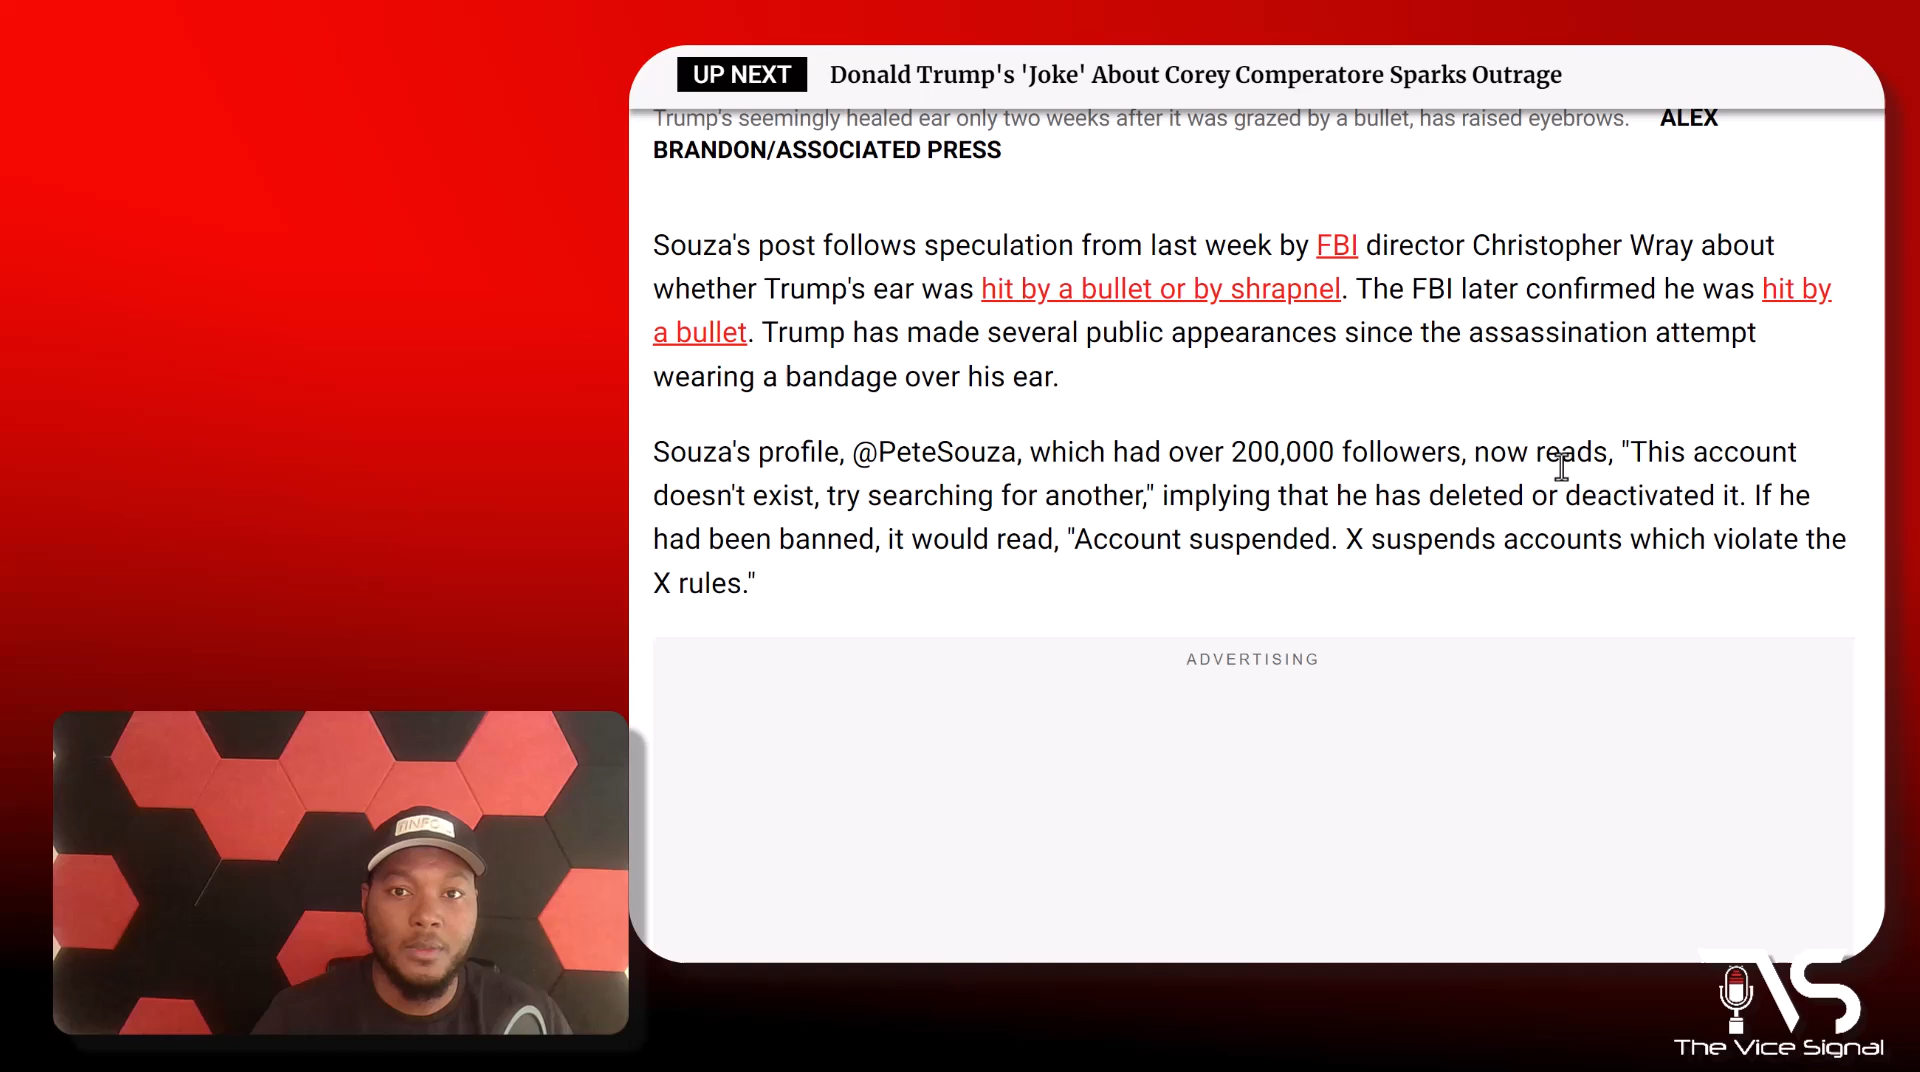 UP NEXT Donald Trump's 'Joke' About Corey Comperatore Sparks Outrage
Trump's seemingly healed ear only two weeks after it was grazed by a bullet, has raised eyebrows. ALEX
BRANDON/ASSOCIATED PRESS
Souza's post follows speculation from last week by FBI director Christopher Wray about
whether Trump's ear was hit by a bullet or by shrapnel. The FBI later confirmed he was hit by
a bullet. Trump has made several public appearances since the assassination attempt
wearing a bandage over his ear.
Souza's profile, @PeteSouza, which had over 200,000 followers, now reads, "This account
doesn't exist, try searching for another," implying that he has deleted or deactivated it. If he
had been banned, it would read, "Account suspended. X suspends accounts which violate the
X rules."
ADVERTISING
The Vice Signal